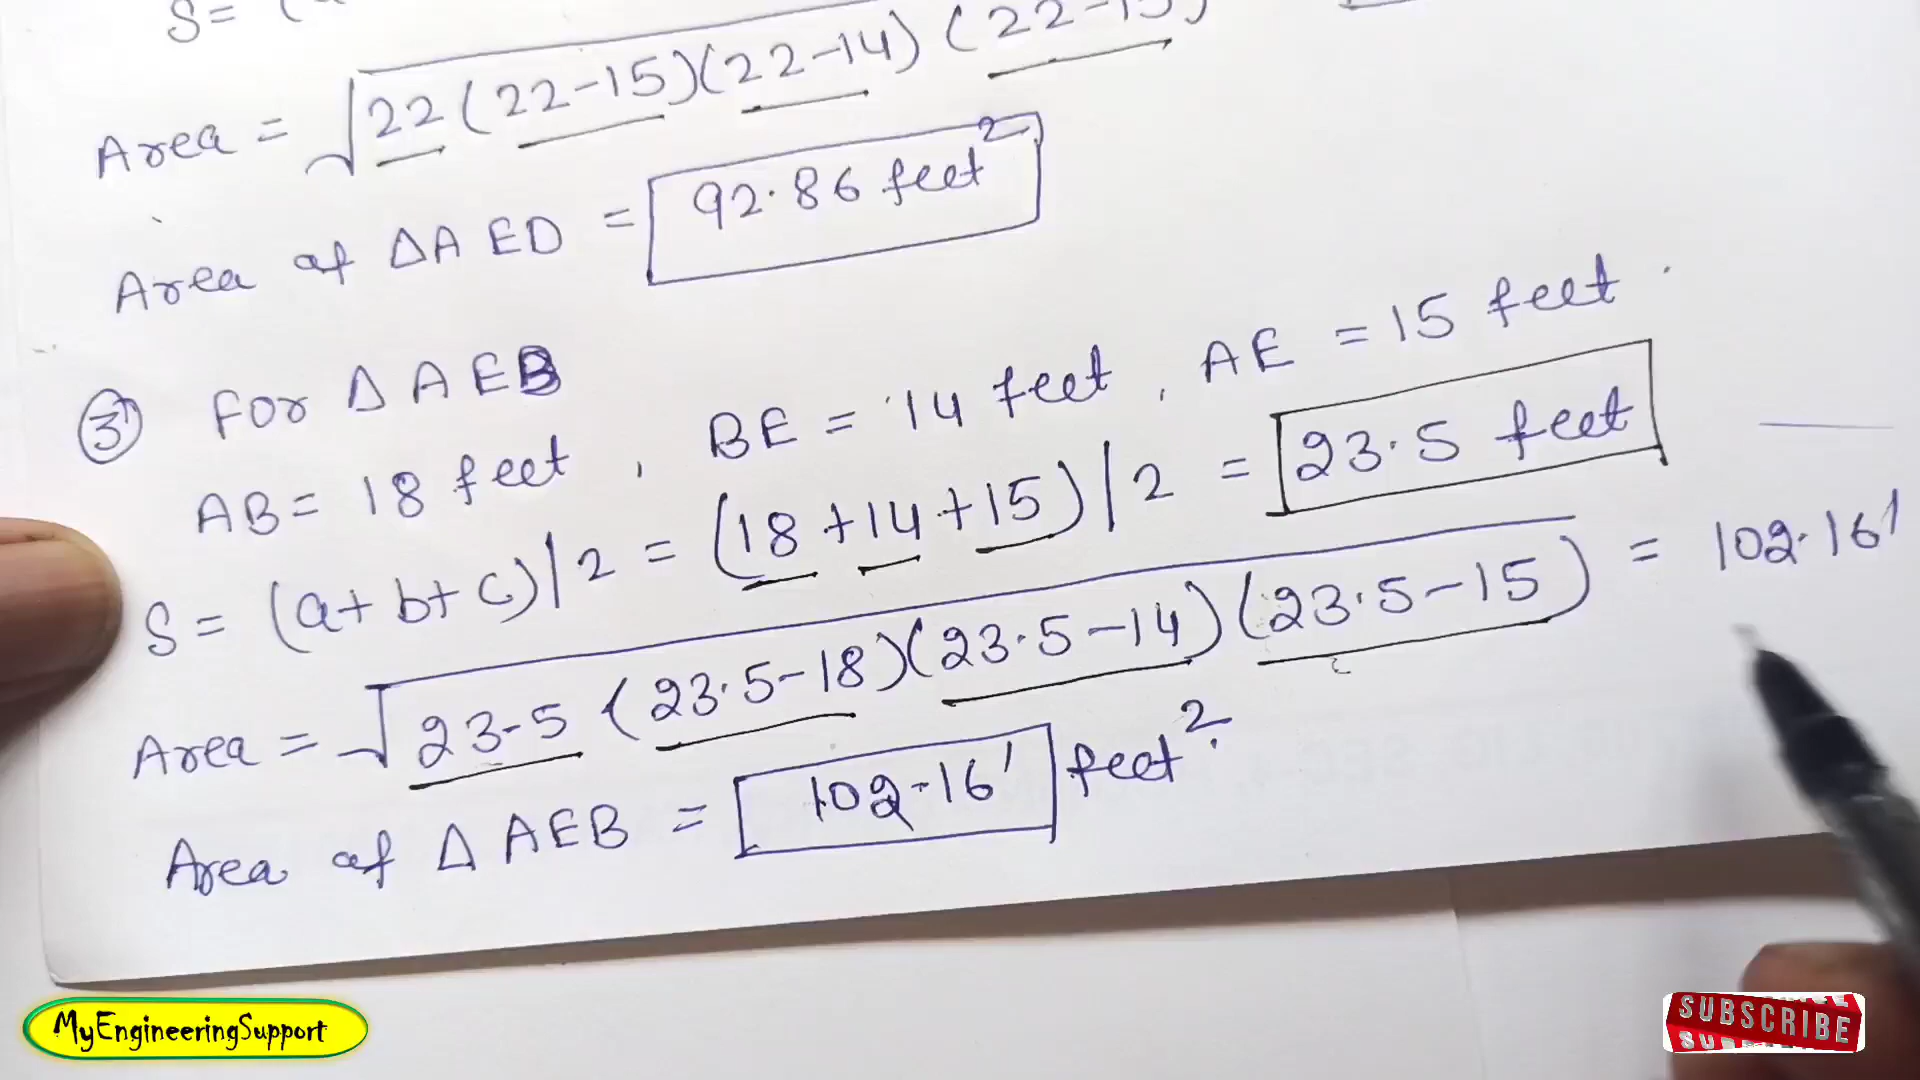 S= (
Area = √22 (22-15)(22-14) (22-15)
Area of ΔAED = 92.86 feet²
③ For Δ AEB
AB= 18 feet , BE = 14 feet , AE = 15 feet
S= (a+b+c)/2 = (18+14+15)/2 = 23.5 feet
Area = √23.5 (23.5-18)(23.5-14)(23.5-15) = 102.16'
Area of Δ AEB = 102.16' feet²
MyEngineeringSupport
SUBSCRIBE